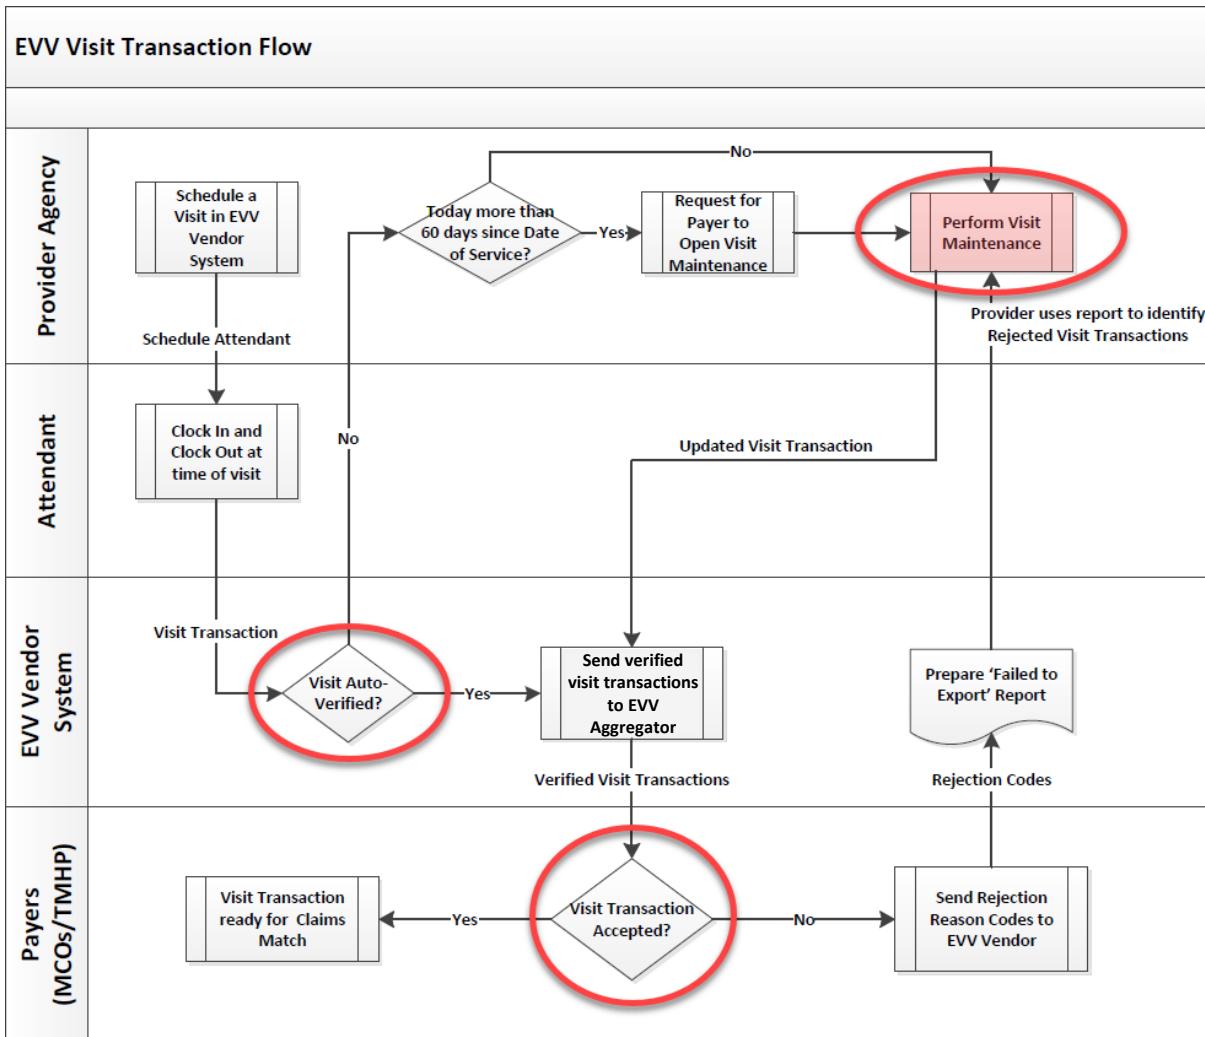 EVV Visit Transaction Flow
Provider Agency
Schedule a
Visit in EVV
Vendor
System
Schedule Attendant
Today more than
60 days since Date
of Service?
No
Yes
Request for
Payer to
Open Visit
Maintenance
Perform Visit
Maintenance
Provider uses report to identify
Rejected Visit Transactions
Attendant
Clock In and
Clock Out at
time of visit
No
Updated Visit Transaction
EVV Vendor
System
Visit Transaction
Visit Auto-
Verified?
Yes
Send verified
visit transactions
to EVV
Aggregator
Verified Visit Transactions
Prepare ‘Failed to
Export’ Report
Rejection Codes
Payers
(MCOs/TMHP)
Visit Transaction
ready for Claims
Match
Yes
Visit Transaction
Accepted?
No
Send Rejection
Reason Codes to
EVV Vendor